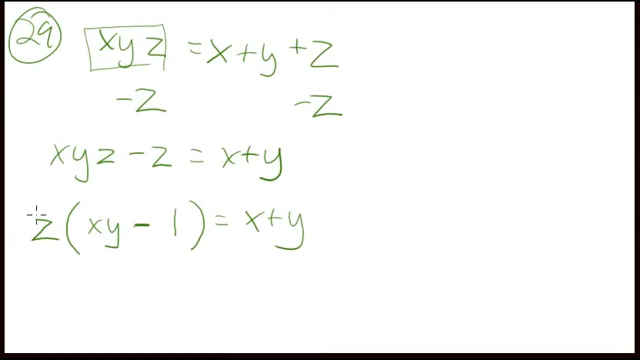 29 xyz = x+y+z
-z -z
xyz - z = x+y
z(xy - 1) = x+y